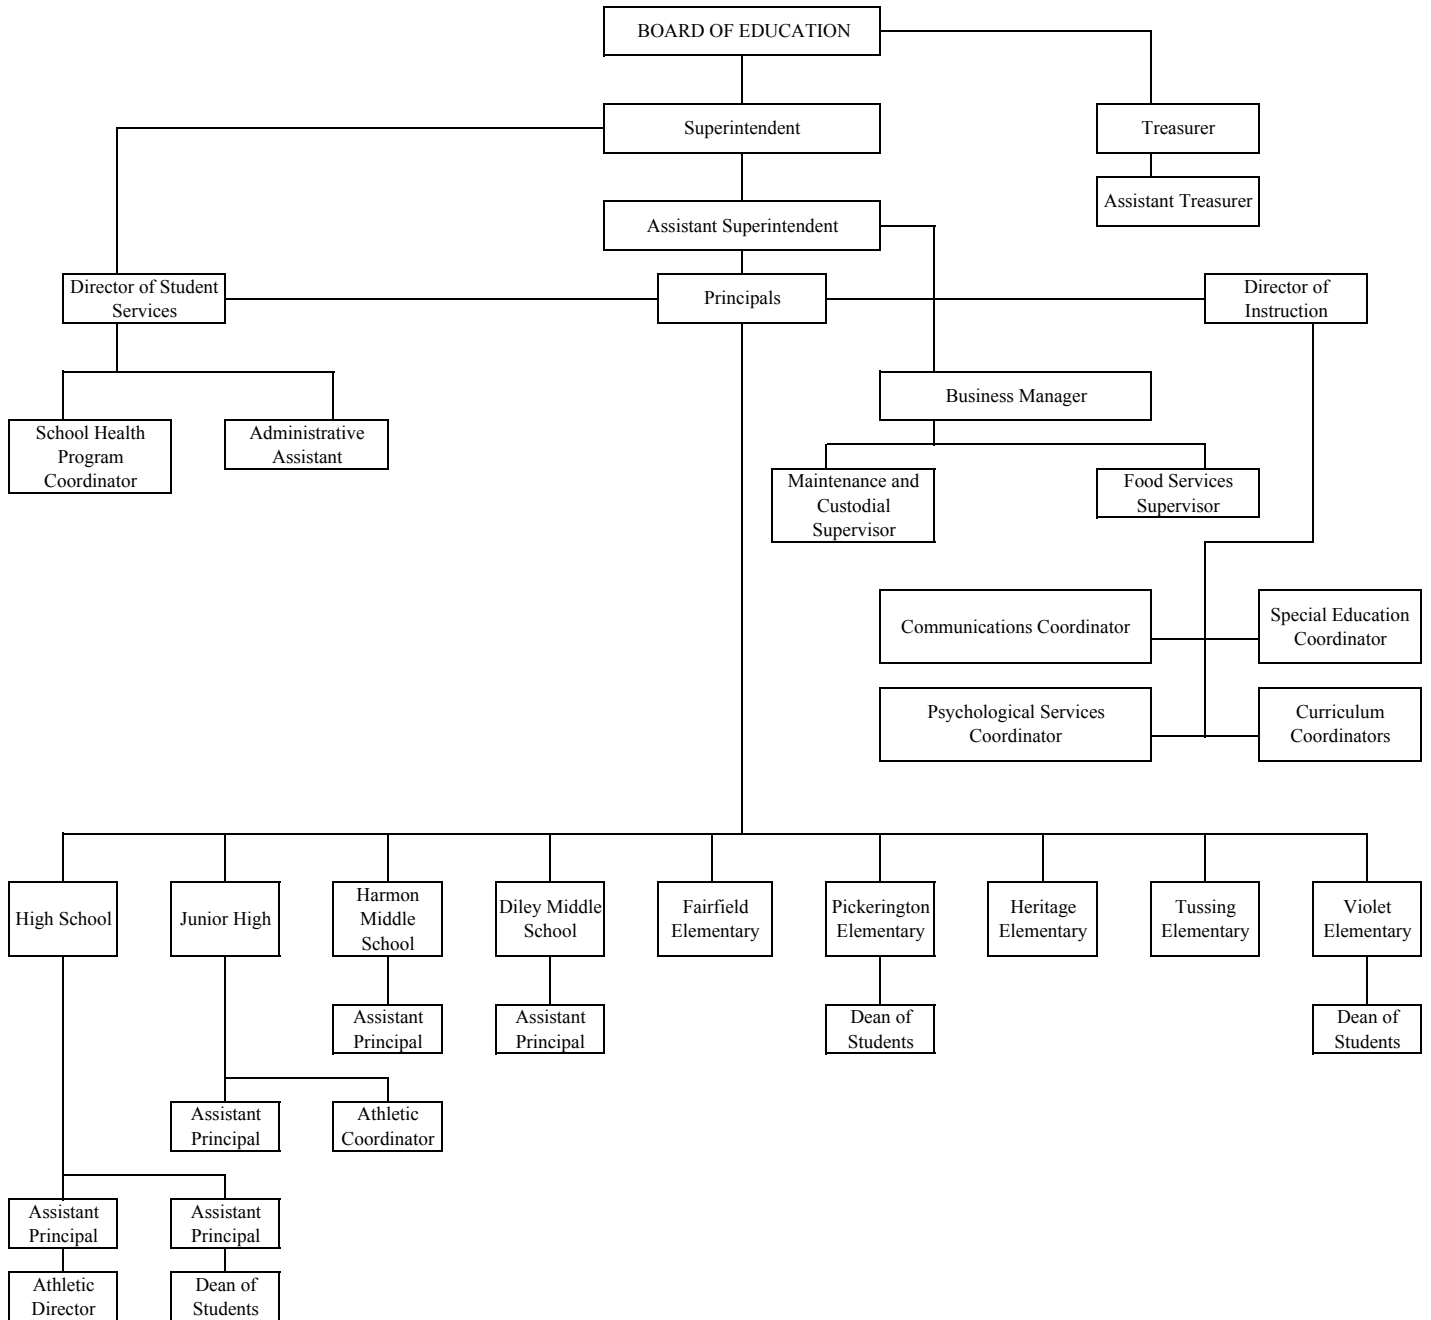 BOARD OF EDUCATION
Superintendent
Treasurer
Assistant Treasurer
Assistant Superintendent
Director of Student
Services
Principals
Director of
Instruction
Business Manager
School Health
Program
Coordinator
Administrative
Assistant
Maintenance and
Custodial
Supervisor
Food Services
Supervisor
Communications Coordinator
Special Education
Coordinator
Psychological Services
Coordinator
Curriculum
Coordinators
High School
Junior High
Harmon
Middle
School
Diley Middle
School
Fairfield
Elementary
Pickerington
Elementary
Heritage
Elementary
Tussing
Elementary
Violet
Elementary
Assistant
Principal
Assistant
Principal
Dean of
Students
Dean of
Students
Assistant
Principal
Athletic
Coordinator
Assistant
Principal
Assistant
Principal
Athletic
Director
Dean of
Students